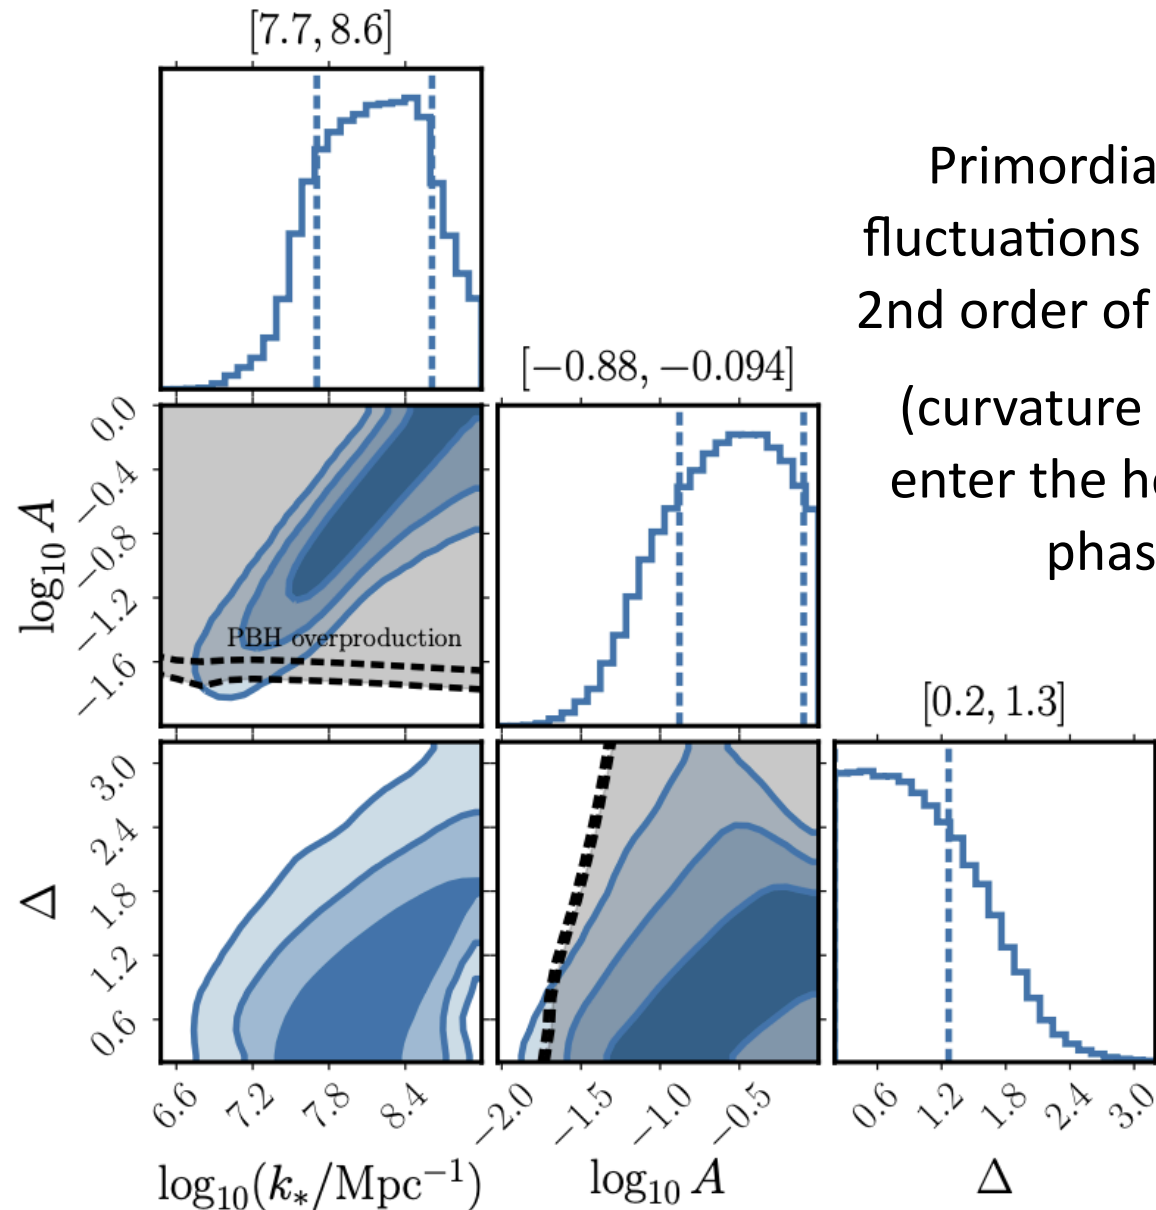 [7.7, 8.6]
Primordia
fluctuations
2nd order of
[−0.88, −0.094]
(curvature
enter the h
phas
0.0
−0.4
−0.8
−1.2
−1.6
log₁₀ A
PBH overproduction
[0.2, 1.3]
3.0
2.4
1.8
1.2
0.6
Δ
6.6 7.2 7.8 8.4
−2.0 −1.5 −1.0 −0.5
0.6 1.2 1.8 2.4 3.0
log₁₀(k∗/Mpc⁻¹)
log₁₀ A
Δ